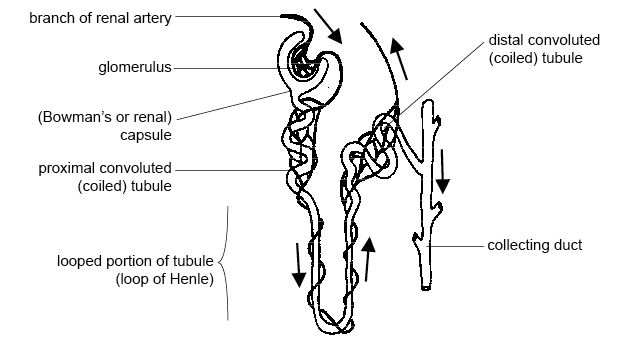 branch of renal artery
glomerulus
(Bowman's or renal)
capsule
proximal convoluted
(coiled) tubule
looped portion of tubule
(loop of Henle)
distal convoluted
(coiled) tubule
collecting duct